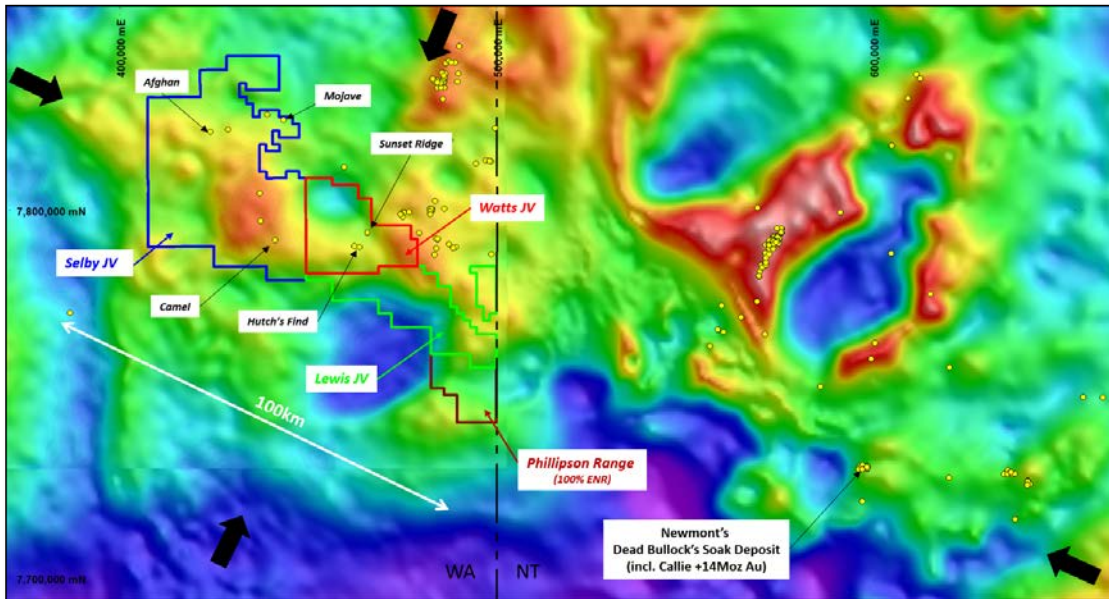 400,000 mE
500,000 mE
600,000 mE
Afghan
Mojave
Sunset Ridge
7,800,000 mN
Watts JV
Selby JV
Camel
Hutch's Find
Lewis JV
100km
Phillipson Range
(100% ENR)
Newmont's
Dead Bullock's Soak Deposit
(incl. Callie +14Moz Au)
WA
NT
7,700,000 mN